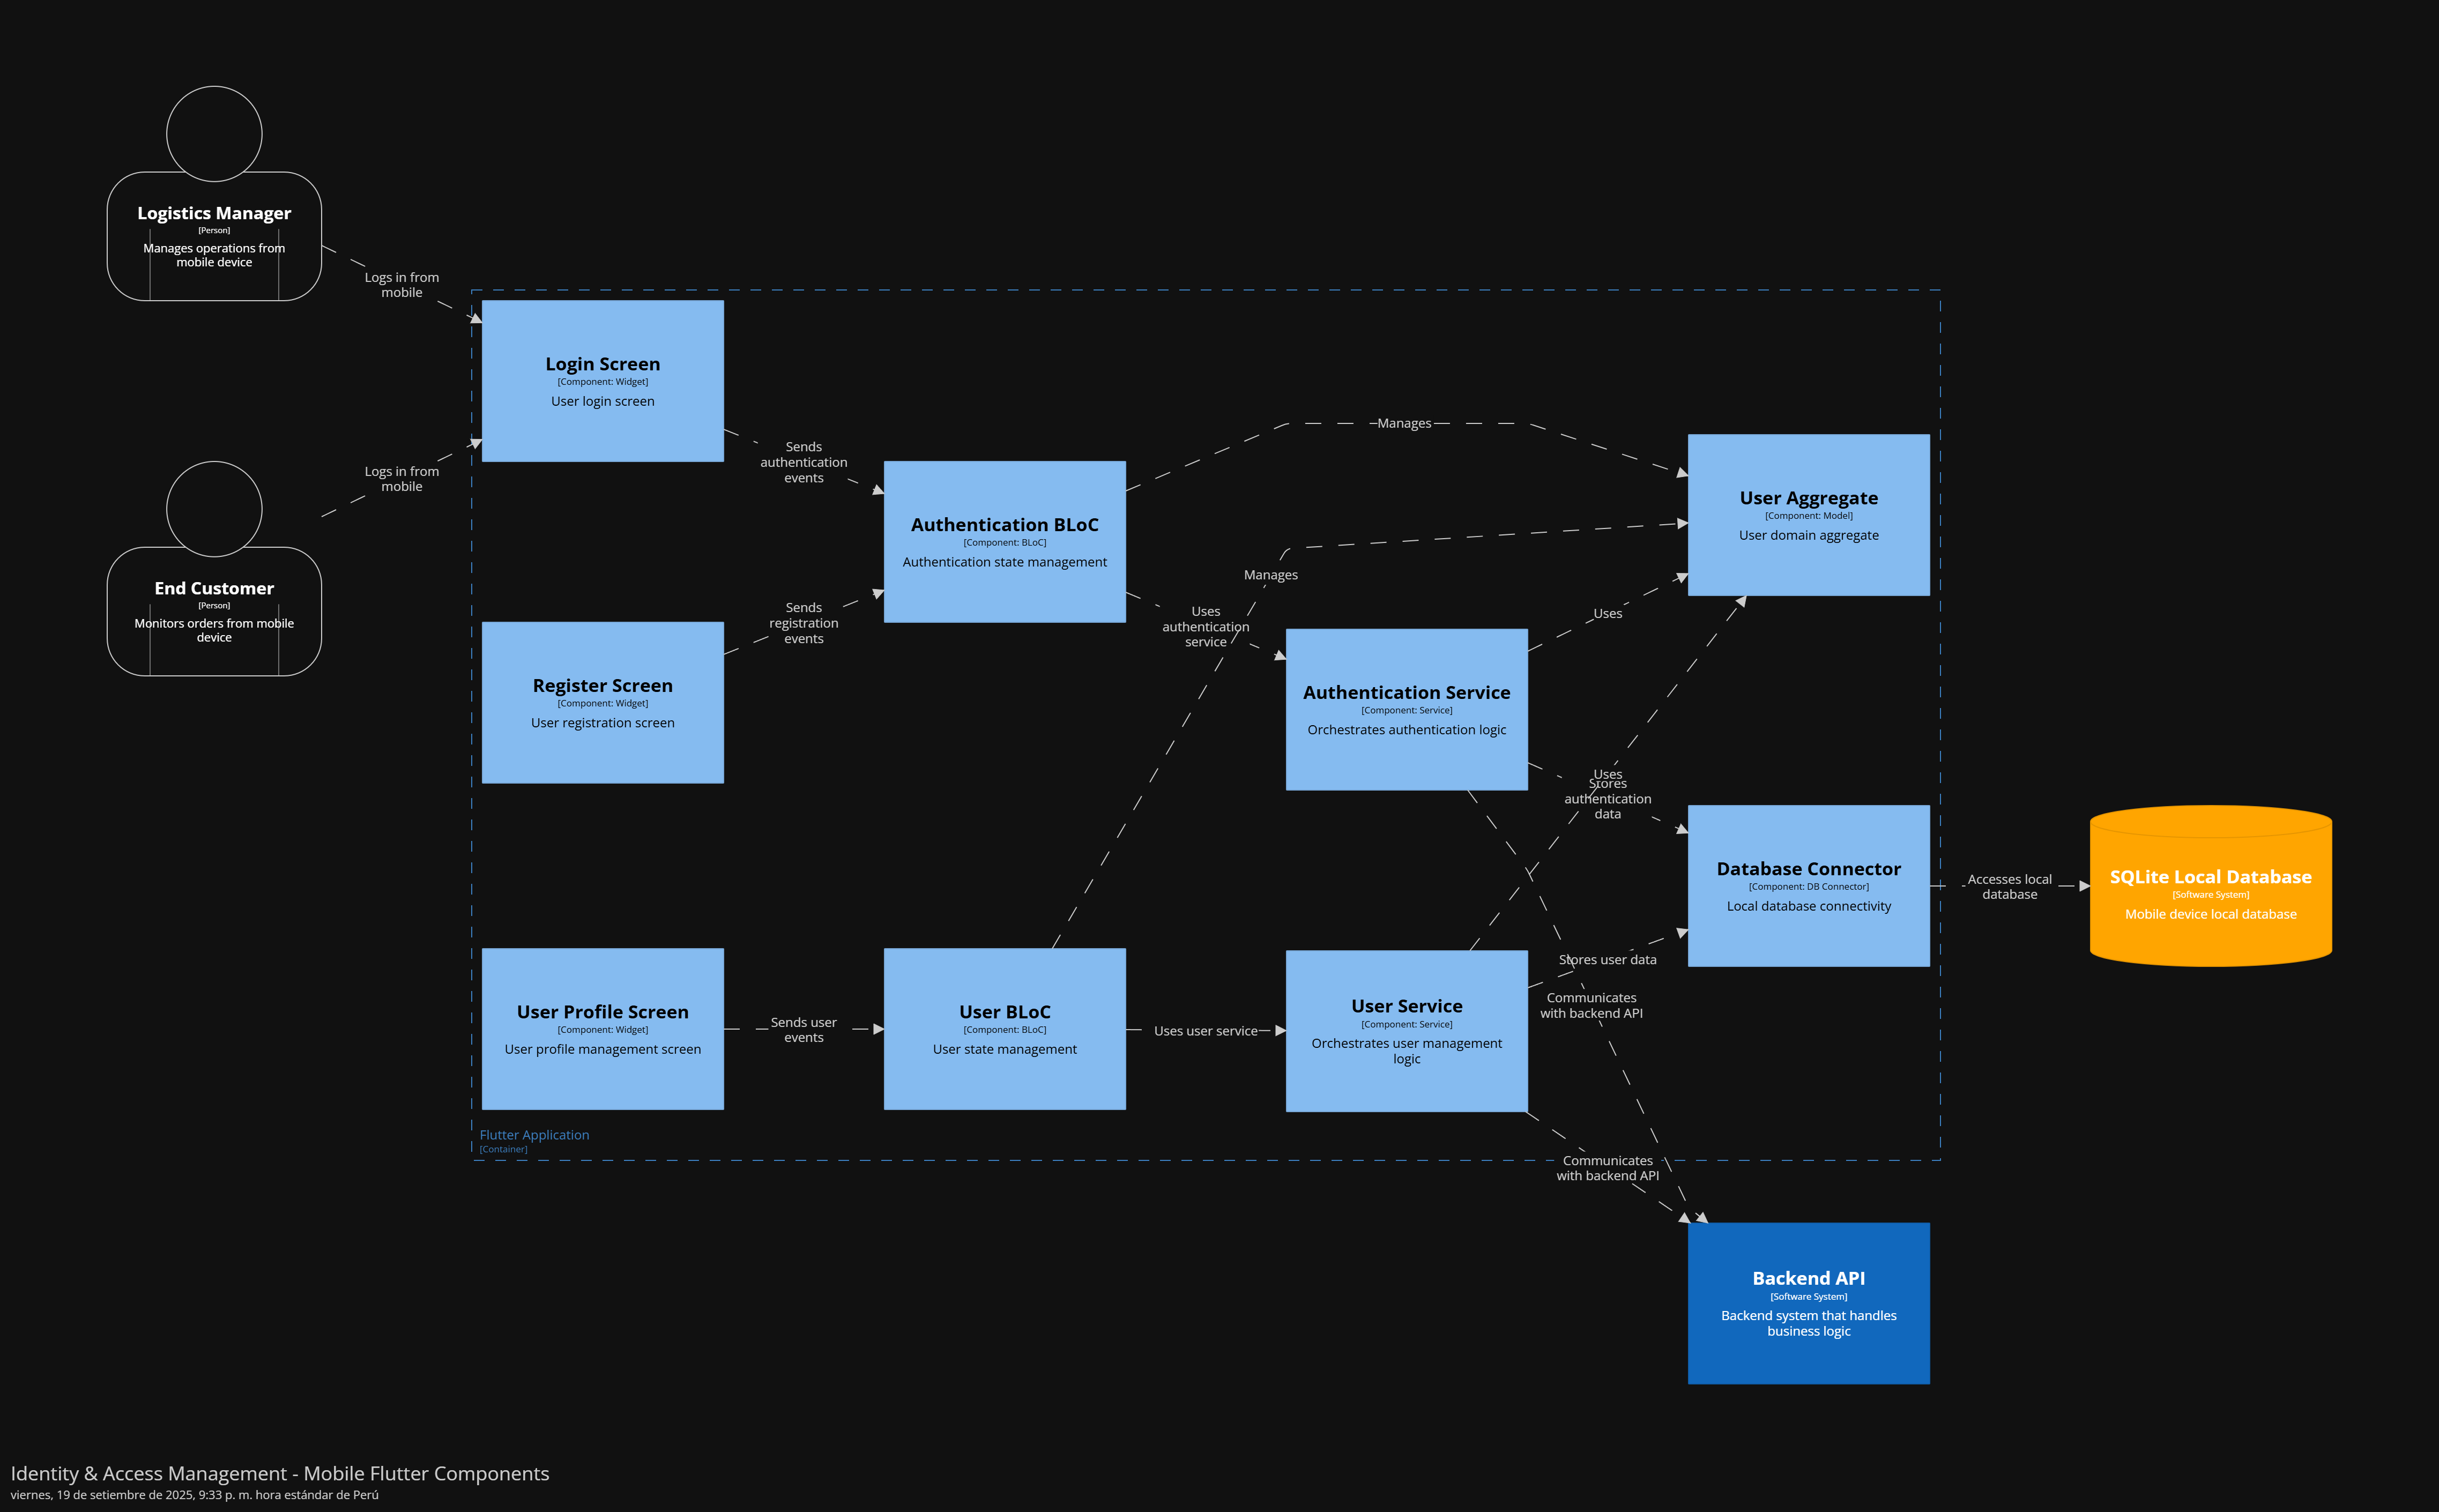 Logistics Manager
[Person]
Manages operations from
mobile device
Logs in from
mobile
End Customer
[Person]
Monitors orders from mobile
device
Logs in from
mobile
Login Screen
[Component: Widget]
User login screen
Sends
authentication
events
Register Screen
[Component: Widget]
User registration screen
Sends
registration
events
User Profile Screen
[Component: Widget]
User profile management screen
Sends user
events
Authentication BLoC
[Component: BLoC]
Authentication state management
Manages
Uses
authentication
service
User BLoC
[Component: BLoC]
User state management
Manages
Uses user service
Authentication Service
[Component: Service]
Orchestrates authentication logic
Uses
Stores
authentication
data
Communicates
with backend API
User Service
[Component: Service]
Orchestrates user management
logic
Uses
Stores user data
Communicates
with backend API
User Aggregate
[Component: Model]
User domain aggregate
Database Connector
[Component: DB Connector]
Local database connectivity
Accesses local
database
SQLite Local Database
[Software System]
Mobile device local database
Backend API
[Software System]
Backend system that handles
business logic
Flutter Application
[Container]
Identity & Access Management - Mobile Flutter Components
viernes, 19 de setiembre de 2025, 9:33 p. m. hora estándar de Perú